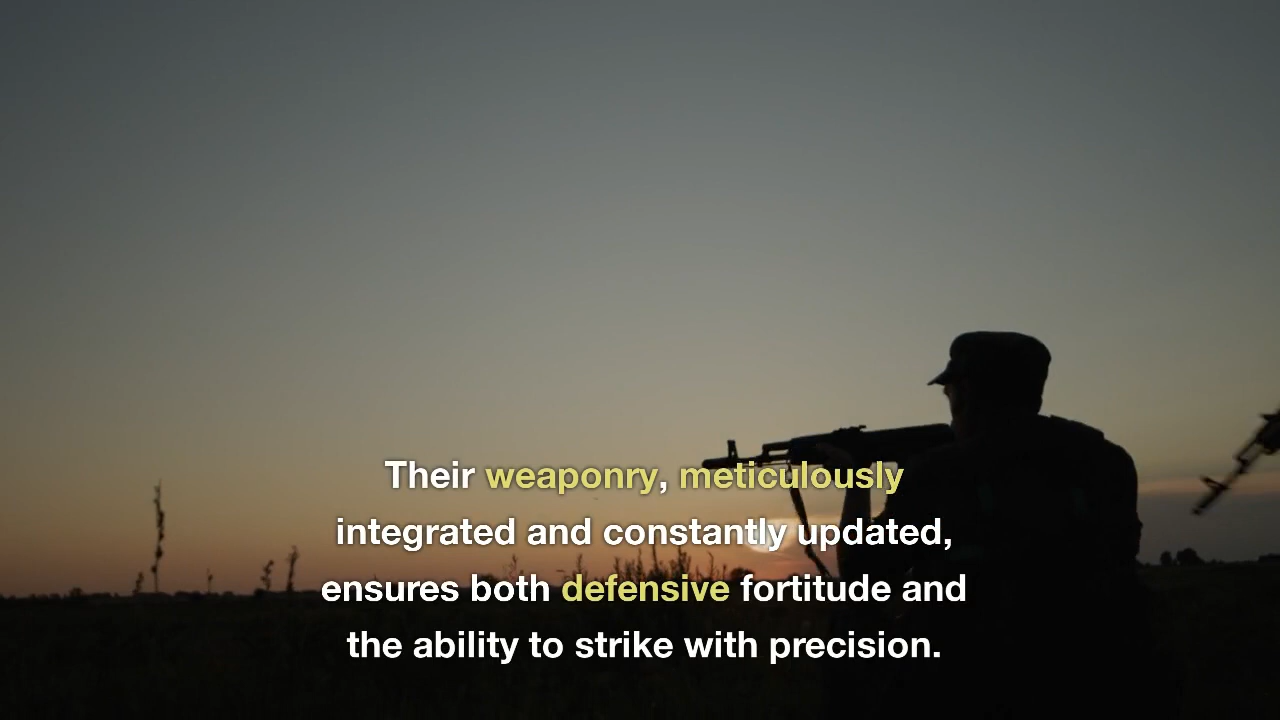 Their weaponry, meticulously
integrated and constantly updated,
ensures both defensive fortitude and
the ability to strike with precision.